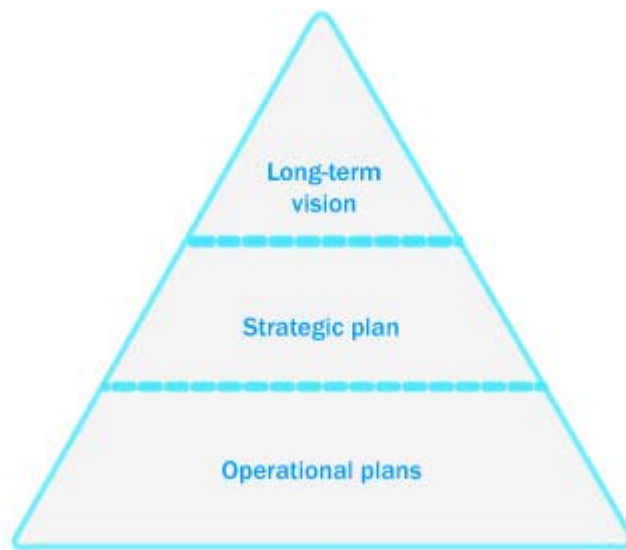 Long-term
vision
Strategic plan
Operational plans